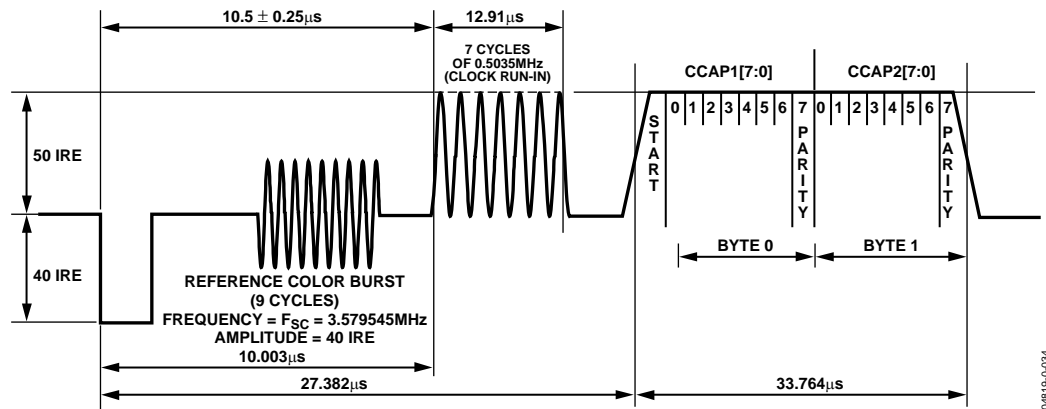 10.5 ± 0.25μs
12.91μs
7 CYCLES
OF 0.5035MHz
(CLOCK RUN-IN)
CCAP1[7:0]
CCAP2[7:0]
0 1 2 3 4 5 6 7 0 1 2 3 4 5 6 7
START
PARITY
PARITY
50 IRE
40 IRE
BYTE 0
BYTE 1
REFERENCE COLOR BURST
(9 CYCLES)
FREQUENCY = FSC = 3.579545MHz
AMPLITUDE = 40 IRE
10.003μs
27.382μs
33.764μs
04819-0-034